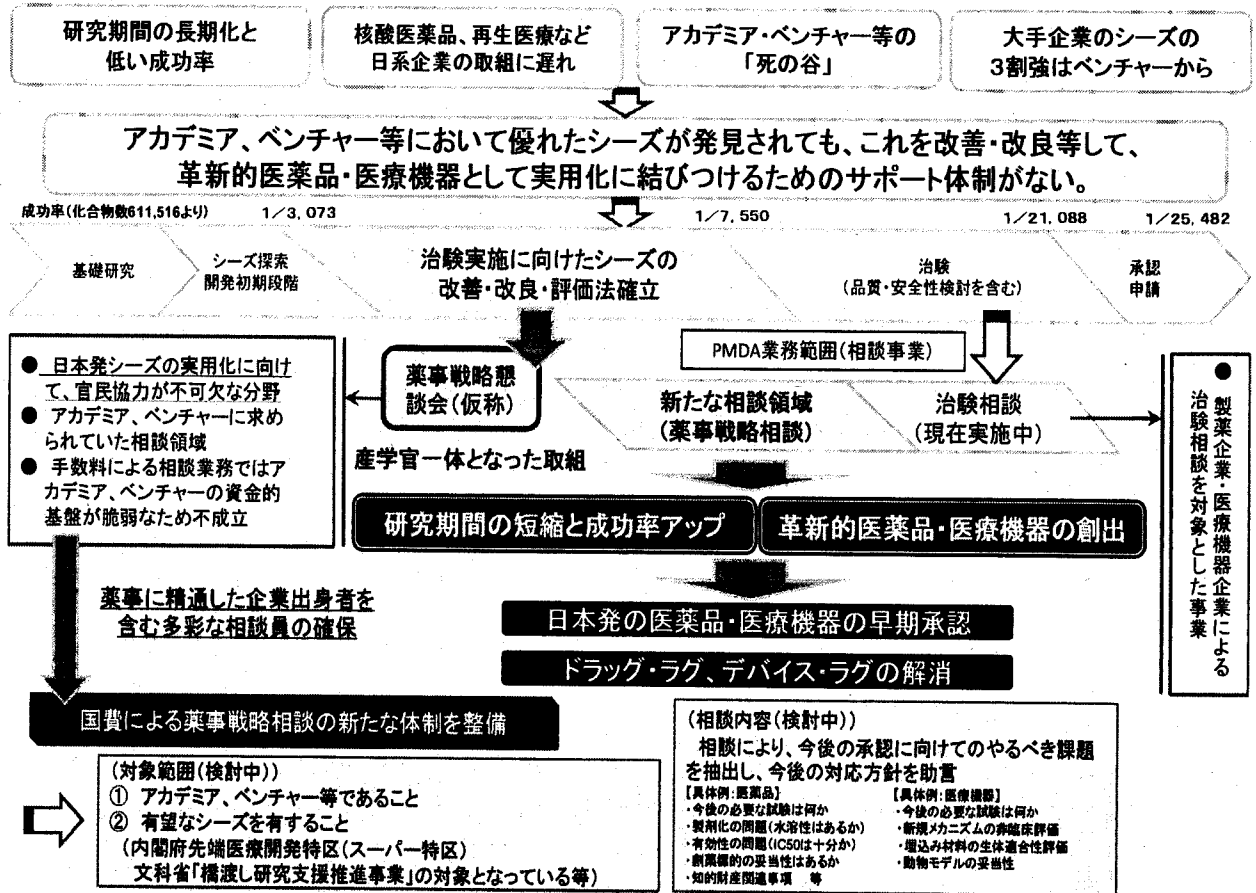 研究期間の長期化と
低い成功率
核酸医薬品、再生医療など
日系企業の取組に遅れ
アカデミア・ベンチャー等の
「死の谷」
大手企業のシーズの
3割強はベンチャーから
アカデミア、ベンチャー等において優れたシーズが発見されても、これを改善・改良等して、
革新的医薬品・医療機器として実用化に結びつけるためのサポート体制がない。
成功率(化合物数611,516より)
1/3,073
1/7,550
1/21,088
1/25,482
基礎研究
シーズ探索
開発初期段階
治験実施に向けたシーズの
改善・改良・評価法確立
治験
(品質・安全性検討を含む)
承認
申請
● 日本発シーズの実用化に向け
て、官民協力が不可欠な分野
● アカデミア、ベンチャーに求め
られていた相談領域
● 手数料による相談業務ではア
カデミア、ベンチャーの資金的
基盤が脆弱なため不成立
薬事戦略懇
談会(仮称)
産学官一体となった取組
PMDA業務範囲(相談事業)
新たな相談領域
(薬事戦略相談)
治験相談
(現在実施中)
● 製薬企業・医療機器企業による
治験相談を対象とした事業
研究期間の短縮と成功率アップ
革新的医薬品・医療機器の創出
薬事に精通した企業出身者を
含む多彩な相談員の確保
日本発の医薬品・医療機器の早期承認
ドラッグ・ラグ、デバイス・ラグの解消
国費による薬事戦略相談の新たな体制を整備
(対象範囲(検討中))
① アカデミア、ベンチャー等であること
② 有望なシーズを有すること
(内閣府先端医療開発特区(スーパー特区)
文科省「橋渡し研究支援推進事業」の対象となっている等)
(相談内容(検討中))
相談により、今後の承認に向けてのやるべき課題
を抽出し、今後の対応方針を助言
【具体例:医薬品】
・今後の必要な試験は何か
・製剤化の問題(水溶性はあるか)
・有効性の問題(IC50は十分か)
・創薬標的の妥当性はあるか
・知的財産関連事項 等
【具体例:医療機器】
・今後の必要な試験は何か
・新規メカニズムの非臨床評価
・埋込み材料の生体適合性評価
・動物モデルの妥当性